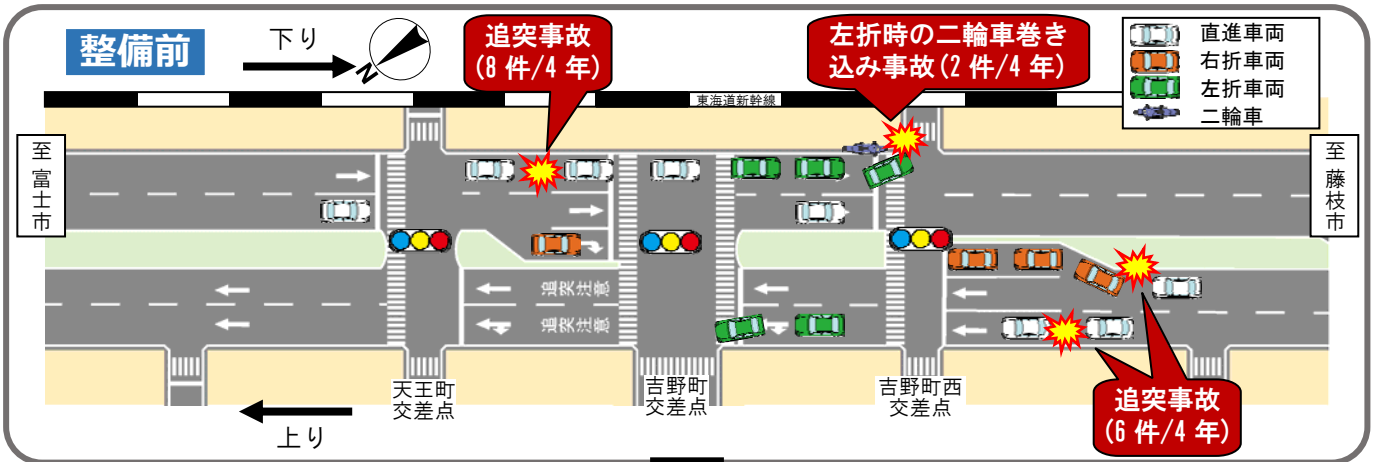 整備前
下り
N
追突事故
(8 件/4 年)
左折時の二輪車巻き
込み事故(2 件/4 年)
直進車両
右折車両
左折車両
二輪車
東海道新幹線
至富士市
至藤枝市
追突注意
追突注意
天王町
交差点
吉野町
交差点
吉野町西
交差点
追突事故
(6 件/4 年)
上り